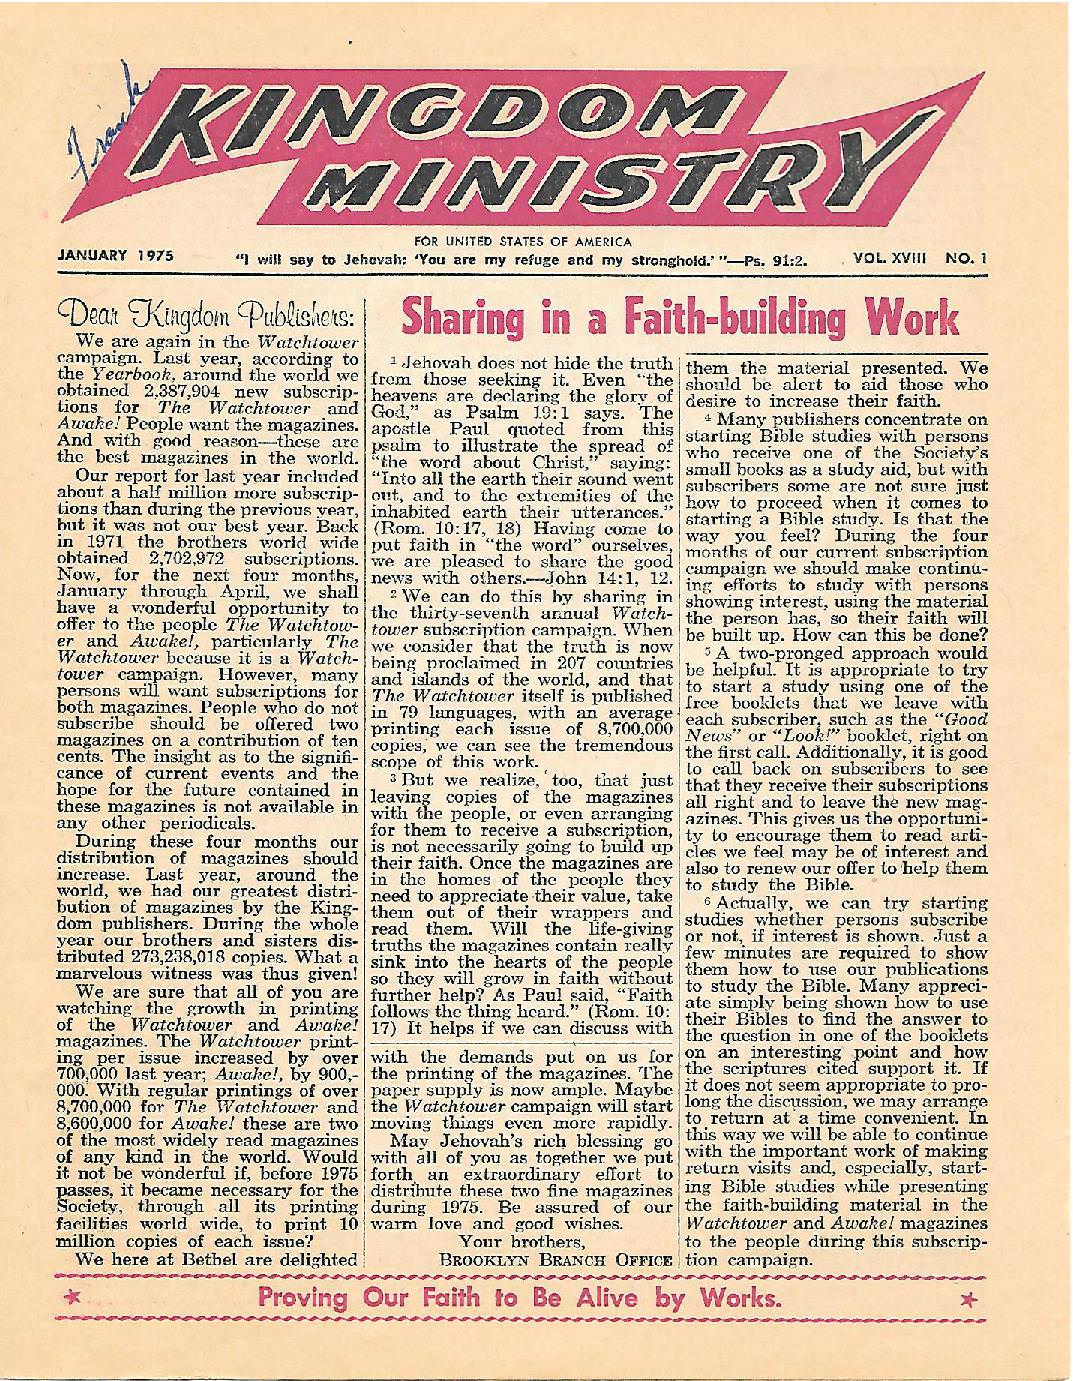 Frank
KINGDOM
MINISTRY
FOR UNITED STATES OF AMERICA
JANUARY 1975 "I will say to Jehovah: 'You are my refuge and my stronghold.'"—Ps. 91:2. VOL. XVIII NO. 1
Dear Kingdom Publishers:
We are again in the Watchtower
campaign. Last year, according to
the Yearbook, around the world we
obtained 2,387,904 new subscrip-
tions for The Watchtower and
Awake! People want the magazines.
And with good reason—these are
the best magazines in the world.
Our report for last year included
about a half million more subscrip-
tions than during the previous year,
but it was not our best year. Back
in 1971 the brothers world wide
obtained 2,702,972 subscriptions.
Now, for the next four months,
January through April, we shall
have a wonderful opportunity to
offer to the people The Watchtow-
er and Awake!, particularly The
Watchtower because it is a Watch-
tower campaign. However, many
persons will want subscriptions for
both magazines. People who do not
subscribe should be offered two
magazines on a contribution of ten
cents. The insight as to the signifi-
cance of current events and the
hope for the future contained in
these magazines is not available in
any other periodicals.
During these four months our
distribution of magazines should
increase. Last year, around the
world, we had our greatest distri-
bution of magazines by the King-
dom publishers. During the whole
year our brothers and sisters dis-
tributed 273,238,018 copies. What a
marvelous witness was thus given!
We are sure that all of you are
watching the growth in printing
of the Watchtower and Awake!
magazines. The Watchtower print-
ing per issue increased by over
700,000 last year; Awake!, by 900,-
000. With regular printings of over
8,700,000 for The Watchtower and
8,600,000 for Awake! these are two
of the most widely read magazines
of any kind in the world. Would
it not be wonderful if, before 1975
passes, it became necessary for the
Society, through all its printing
facilities world wide, to print 10
million copies of each issue?
We here at Bethel are delighted
with the demands put on us for
the printing of the magazines. The
paper supply is now ample. Maybe
the Watchtower campaign will start
moving things even more rapidly.
May Jehovah's rich blessing go
with all of you as together we put
forth an extraordinary effort to
distribute these two fine magazines
during 1975. Be assured of our
warm love and good wishes.
Your brothers,
BROOKLYN BRANCH OFFICE
Sharing in a Faith-building Work
1 Jehovah does not hide the truth
from those seeking it. Even "the
heavens are declaring the glory of
God," as Psalm 19:1 says. The
apostle Paul quoted from this
psalm to illustrate the spread of
"the word about Christ," saying:
"Into all the earth their sound went
out, and to the extremities of the
inhabited earth their utterances."
(Rom. 10:17, 18) Having come to
put faith in "the word" ourselves,
we are pleased to share the good
news with others.—John 14:1, 12.
2 We can do this by sharing in
the thirty-seventh annual Watch-
tower subscription campaign. When
we consider that the truth is now
being proclaimed in 207 countries
and islands of the world, and that
The Watchtower itself is published
in 79 languages, with an average
printing each issue of 8,700,000
copies, we can see the tremendous
scope of this work.
3 But we realize, too, that just
leaving copies of the magazines
with the people, or even arranging
for them to receive a subscription,
is not necessarily going to build up
their faith. Once the magazines are
in the homes of the people they
need to appreciate their value, take
them out of their wrappers and
read them. Will the life-giving
truths the magazines contain really
sink into the hearts of the people
so they will grow in faith without
further help? As Paul said, "Faith
follows the thing heard." (Rom. 10:
17) It helps if we can discuss with
them the material presented. We
should be alert to aid those who
desire to increase their faith.
4 Many publishers concentrate on
starting Bible studies with persons
who receive one of the Society's
small books as a study aid, but with
subscribers some are not sure just
how to proceed when it comes to
starting a Bible study. Is that the
way you feel? During the four
months of our current subscription
campaign we should make continu-
ing efforts to study with persons
showing interest, using the material
the person has, so their faith will
be built up. How can this be done?
5 A two-pronged approach would
be helpful. It is appropriate to try
to start a study using one of the
free booklets that we leave with
each subscriber, such as the "Good
News" or "Look!" booklet, right on
the first call. Additionally, it is good
to call back on subscribers to see
that they receive their subscriptions
all right and to leave the new mag-
azines. This gives us the opportuni-
ty to encourage them to read arti-
cles we feel may be of interest and
also to renew our offer to help them
to study the Bible.
6 Actually, we can try starting
studies whether persons subscribe
or not, if interest is shown. Just a
few minutes are required to show
them how to use our publications
to study the Bible. Many appreci-
ate simply being shown how to use
their Bibles to find the answer to
the question in one of the booklets
on an interesting point and how
the scriptures cited support it. If
it does not seem appropriate to pro-
long the discussion, we may arrange
to return at a time convenient. In
this way we will be able to continue
with the important work of making
return visits and, especially, start-
ing Bible studies while presenting
the faith-building material in the
Watchtower and Awake! magazines
to the people during this subscrip-
tion campaign.
Proving Our Faith to Be Alive by Works.